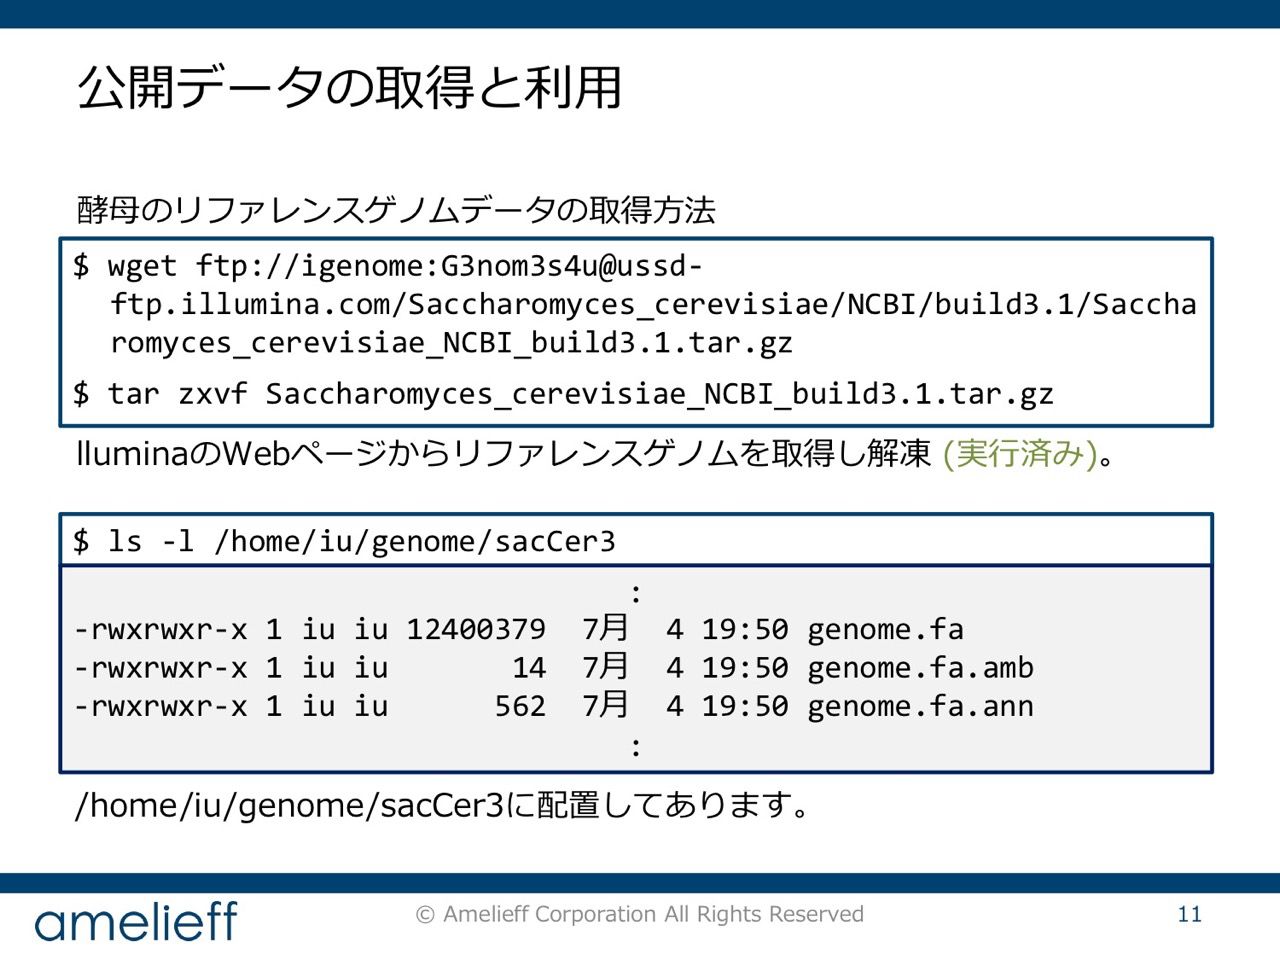 公開データの取得と利用
酵母のリファレンスゲノムデータの取得方法
$ wget ftp://igenome:G3nom3s4u@ussd-
ftp.illumina.com/Saccharomyces_cerevisiae/NCBI/build3.1/Saccha
romyces_cerevisiae_NCBI_build3.1.tar.gz
$ tar zxvf Saccharomyces_cerevisiae_NCBI_build3.1.tar.gz
lluminaのWebページからリファレンスゲノムを取得し解凍 (実行済み)。
$ ls -l /home/iu/genome/sacCer3
:
-rwxrwxr-x 1 iu iu 12400379  7月  4 19:50 genome.fa
-rwxrwxr-x 1 iu iu       14  7月  4 19:50 genome.fa.amb
-rwxrwxr-x 1 iu iu      562  7月  4 19:50 genome.fa.ann
:
/home/iu/genome/sacCer3に配置してあります。
amelieff
© Amelieff Corporation All Rights Reserved
11